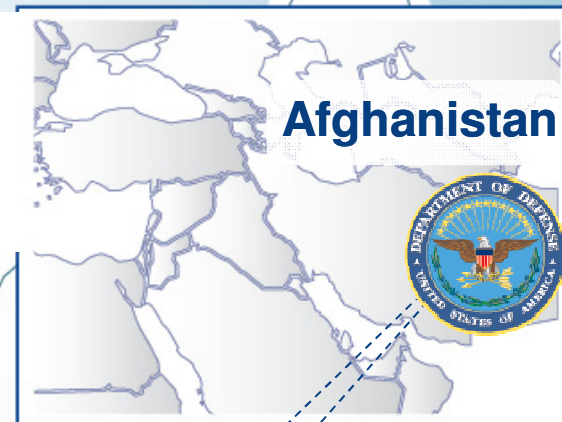 Afghanistan
DEPARTMENT OF DEFENSE
UNITED STATES OF AMERICA